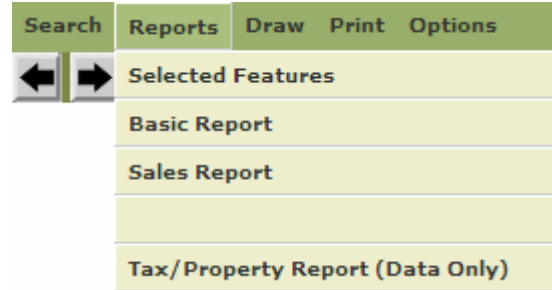 Search Reports Draw Print Options
Selected Features
Basic Report
Sales Report
Tax/Property Report (Data Only)